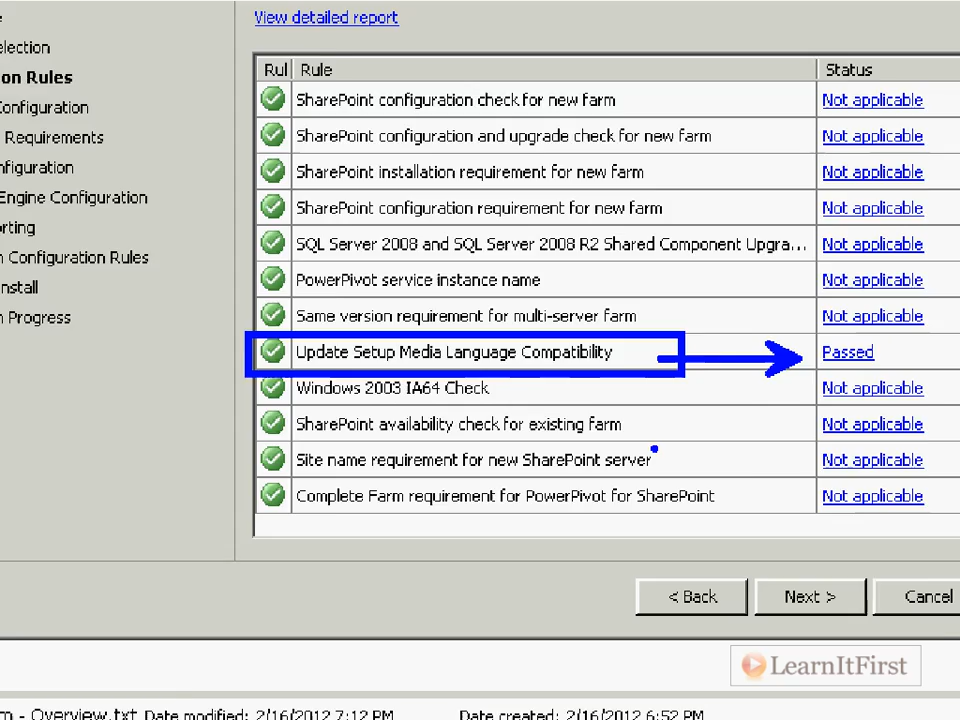 View detailed report
election
on Rules
Configuration
Requirements
nfiguration
Engine Configuration
rting
n Configuration Rules
nstall
n Progress
Rul Rule Status
SharePoint configuration check for new farm Not applicable
SharePoint configuration and upgrade check for new farm Not applicable
SharePoint installation requirement for new farm Not applicable
SharePoint configuration requirement for new farm Not applicable
SQL Server 2008 and SQL Server 2008 R2 Shared Component Upgra... Not applicable
PowerPivot service instance name Not applicable
Same version requirement for multi-server farm Not applicable
Update Setup Media Language Compatibility Passed
Windows 2003 IA64 Check Not applicable
SharePoint availability check for existing farm Not applicable
Site name requirement for new SharePoint server Not applicable
Complete Farm requirement for PowerPivot for SharePoint Not applicable
< Back Next > Cancel
LearnItFirst
m - Overview.txt Date modified: 2/16/2012 7:12 PM Date created: 2/16/2012 6:52 PM